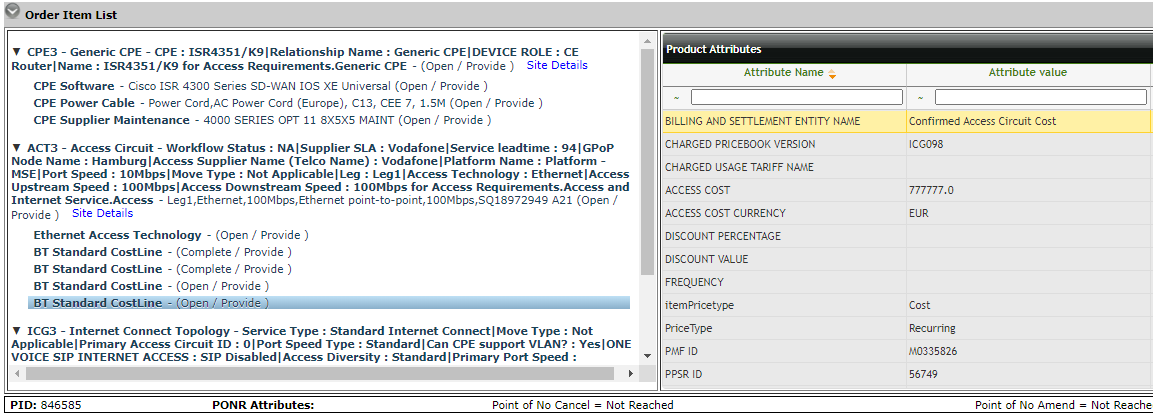 Order Item List
▼ CPE3 - Generic CPE - CPE : ISR4351/K9|Relationship Name : Generic CPE|DEVICE ROLE : CE
Router|Name : ISR4351/K9 for Access Requirements.Generic CPE - (Open / Provide ) Site Details
CPE Software - Cisco ISR 4300 Series SD-WAN IOS XE Universal (Open / Provide )
CPE Power Cable - Power Cord,AC Power Cord (Europe), C13, CEE 7, 1.5M (Open / Provide )
CPE Supplier Maintenance - 4000 SERIES OPT 11 8X5X5 MAINT (Open / Provide )
▼ ACT3 - Access Circuit - Workflow Status : NA|Supplier SLA : Vodafone|Service leadtime : 94|GPoP
Node Name : Hamburg|Access Supplier Name (Telco Name) : Vodafone|Platform Name : Platform -
MSE|Port Speed : 10Mbps|Move Type : Not Applicable|Leg : Leg1|Access Technology : Ethernet|Access
Upstream Speed : 100Mbps|Access Downstream Speed : 100Mbps for Access Requirements.Access and
Internet Service.Access - Leg1,Ethernet,100Mbps,Ethernet point-to-point,100Mbps,SQ18972949 A21 (Open /
Provide ) Site Details
Ethernet Access Technology - (Open / Provide )
BT Standard CostLine - (Complete / Provide )
BT Standard CostLine - (Complete / Provide )
BT Standard CostLine - (Open / Provide )
BT Standard CostLine - (Open / Provide )
▼ ICG3 - Internet Connect Topology - Service Type : Standard Internet Connect|Move Type : Not
Applicable|Primary Access Circuit ID : 0|Port Speed Type : Standard|Can CPE support VLAN? : Yes|ONE
VOICE SIP INTERNET ACCESS : SIP Disabled|Access Diversity : Standard|Primary Port Speed :
Product Attributes
Attribute Name Attribute value
~ ~
BILLING AND SETTLEMENT ENTITY NAME Confirmed Access Circuit Cost
CHARGED PRICEBOOK VERSION ICG098
CHARGED USAGE TARIFF NAME
ACCESS COST 777777.0
ACCESS COST CURRENCY EUR
DISCOUNT PERCENTAGE
DISCOUNT VALUE
FREQUENCY
itemPricetype Cost
PriceType Recurring
PMF ID M0335826
PPSR ID 56749
PID: 846585 PONR Attributes: Point of No Cancel = Not Reached Point of No Amend = Not Reache